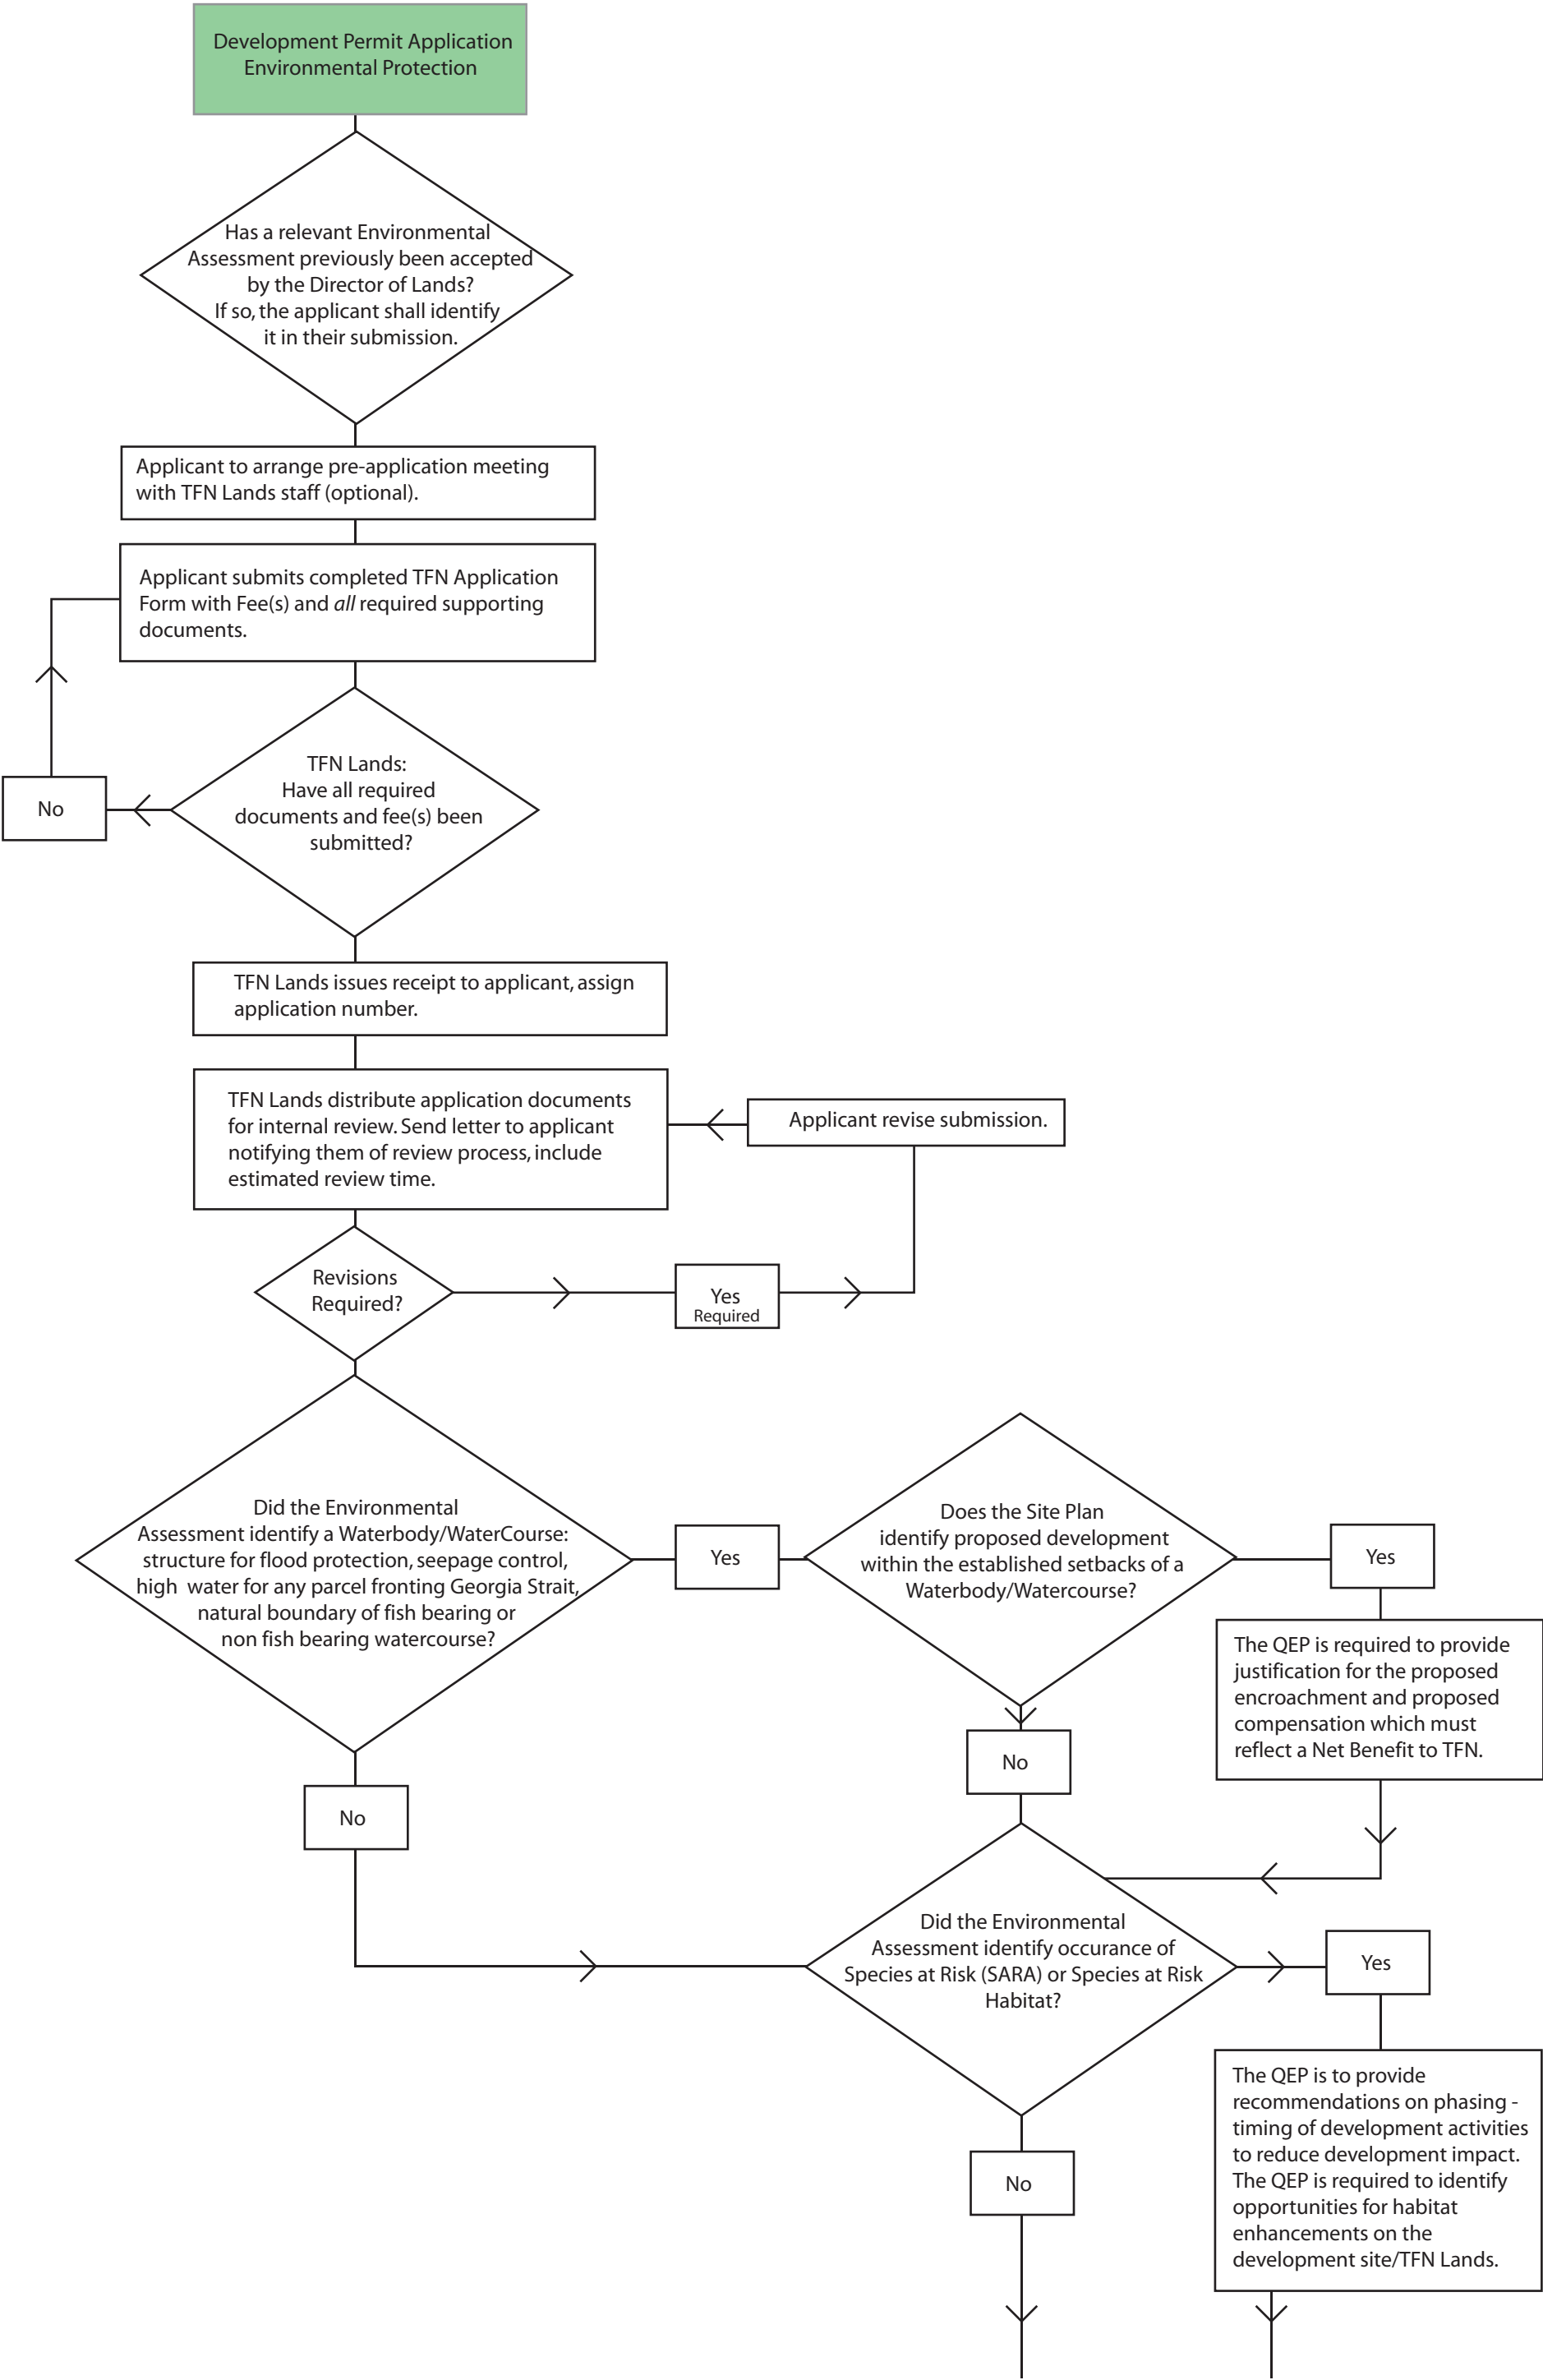 Development Permit Application
Environmental Protection
Has a relevant Environmental
Assessment previously been accepted
by the Director of Lands?
If so, the applicant shall identify
it in their submission.
Applicant to arrange pre-application meeting
with TFN Lands staff (optional).
Applicant submits completed TFN Application
Form with Fee(s) and all required supporting
documents.
TFN Lands:
Have all required
documents and fee(s) been
submitted?
No
TFN Lands issues receipt to applicant, assign
application number.
TFN Lands distribute application documents
for internal review. Send letter to applicant
notifying them of review process, include
estimated review time.
Applicant revise submission.
Revisions
Required?
Yes
Required
Did the Environmental
Assessment identify a Waterbody/WaterCourse:
structure for flood protection, seepage control,
high water for any parcel fronting Georgia Strait,
natural boundary of fish bearing or
non fish bearing watercourse?
Yes
Does the Site Plan
identify proposed development
within the established setbacks of a
Waterbody/Watercourse?
Yes
The QEP is required to provide
justification for the proposed
encroachment and proposed
compensation which must
reflect a Net Benefit to TFN.
No
No
Did the Environmental
Assessment identify occurance of
Species at Risk (SARA) or Species at Risk
Habitat?
Yes
The QEP is to provide
recommendations on phasing -
timing of development activities
to reduce development impact.
The QEP is required to identify
opportunities for habitat
enhancements on the
development site/TFN Lands.
No